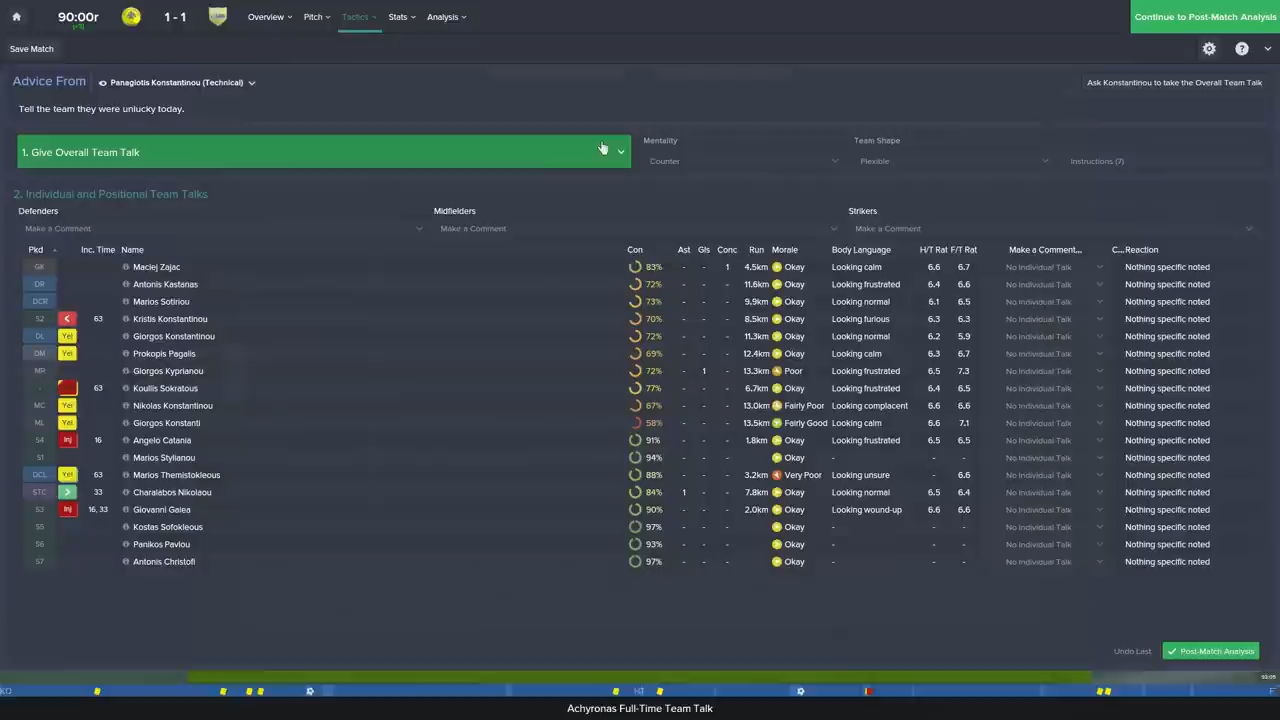 90:00r 1 - 1 Overview Pitch Tactics Stats Analysis Continue to Post-Match Analysis
Save Match
Advice From Panagiotis Konstantinou (Technical) Ask Konstantinou to take the Overall Team Talk
Tell the team they were unlucky today.
1. Give Overall Team Talk
Mentality Team Shape
Counter Flexible Instructions (7)
2. Individual and Positional Team Talks
Defenders Midfielders Strikers
Make a Comment Make a Comment Make a Comment
Pkd Inc. Time Name Con Ast Gls Conc Run Morale Body Language H/T Rat F/T Rat Make a Comment... C... Reaction
GK Maciej Zajac 83% - - 1 4.5km Okay Looking calm 6.6 6.7 No Individual Talk Nothing specific noted
DR Antonis Kastanas 72% - - - 11.6km Okay Looking frustrated 6.4 6.6 No Individual Talk Nothing specific noted
DCR Marios Sotiriou 73% - - - 9.9km Okay Looking normal 6.1 6.5 No Individual Talk Nothing specific noted
S2 63 Kristis Konstantinou 70% - - - 8.5km Okay Looking furious 6.3 6.3 No Individual Talk Nothing specific noted
DL Yel Giorgos Konstantinou 72% - - - 11.3km Okay Looking normal 6.2 5.9 No Individual Talk Nothing specific noted
DM Yel Prokopis Pagalis 69% - - - 12.4km Okay Looking calm 6.3 6.7 No Individual Talk Nothing specific noted
MR Giorgos Kyprianou 72% - 1 - 13.3km Poor Looking frustrated 6.5 7.3 No Individual Talk Nothing specific noted
- 63 Koullis Sokratous 77% - - - 6.7km Okay Looking frustrated 6.4 6.5 No Individual Talk Nothing specific noted
MC Yel Nikolas Konstantinou 67% - - - 13.0km Fairly Poor Looking complacent 6.6 6.6 No Individual Talk Nothing specific noted
ML Yel Giorgos Konstanti 58% - - - 13.5km Fairly Good Looking calm 6.6 7.1 No Individual Talk Nothing specific noted
S4 Inj 16 Angelo Catania 91% - - - 1.8km Okay Looking frustrated 6.5 6.5 No Individual Talk Nothing specific noted
S1 Marios Stylianou 94% - - - Okay - - - No Individual Talk Nothing specific noted
DCL Yel 63 Marios Themistokleous 88% - - - 3.2km Very Poor Looking unsure - 6.6 No Individual Talk Nothing specific noted
STC 33 Charalabos Nikolaou 84% 1 - - 7.8km Okay Looking normal 6.5 6.4 No Individual Talk Nothing specific noted
S3 Inj 16, 33 Giovanni Galea 90% - - - 2.0km Okay Looking wound-up 6.6 6.6 No Individual Talk Nothing specific noted
S5 Kostas Sofokleous 97% - - - Okay - - - No Individual Talk Nothing specific noted
S6 Panikos Pavlou 93% - - - Okay - - - No Individual Talk Nothing specific noted
S7 Antonis Christofi 97% - - - Okay - - - No Individual Talk Nothing specific noted
Undo Last Post-Match Analysis
KO HT F
Achyronas Full-Time Team Talk